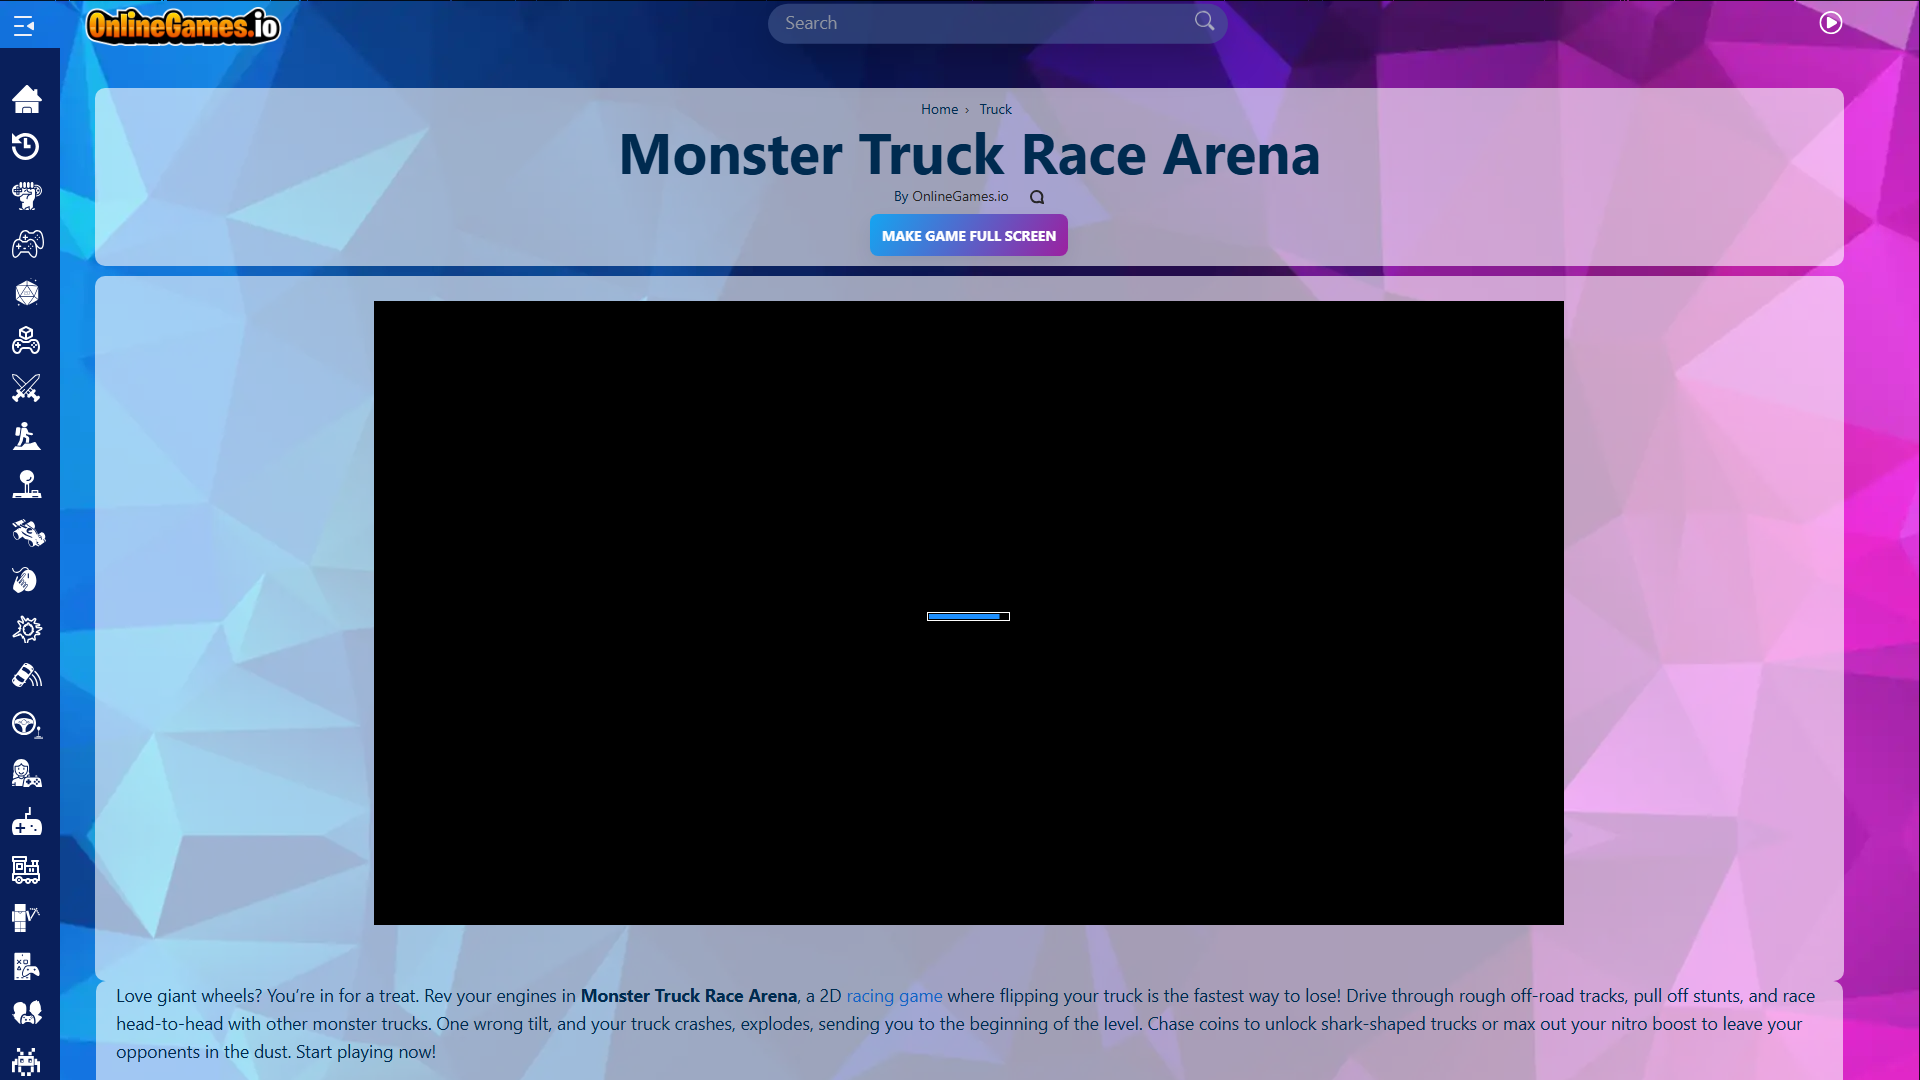 OnlineGames.io
Search
Home › Truck
Monster Truck Race Arena
By OnlineGames.io
MAKE GAME FULL SCREEN
Love giant wheels? You’re in for a treat. Rev your engines in Monster Truck Race Arena, a 2D racing game where flipping your truck is the fastest way to lose! Drive through rough off-road tracks, pull off stunts, and race
head-to-head with other monster trucks. One wrong tilt, and your truck crashes, explodes, sending you to the beginning of the level. Chase coins to unlock shark-shaped trucks or max out your nitro boost to leave your
opponents in the dust. Start playing now!